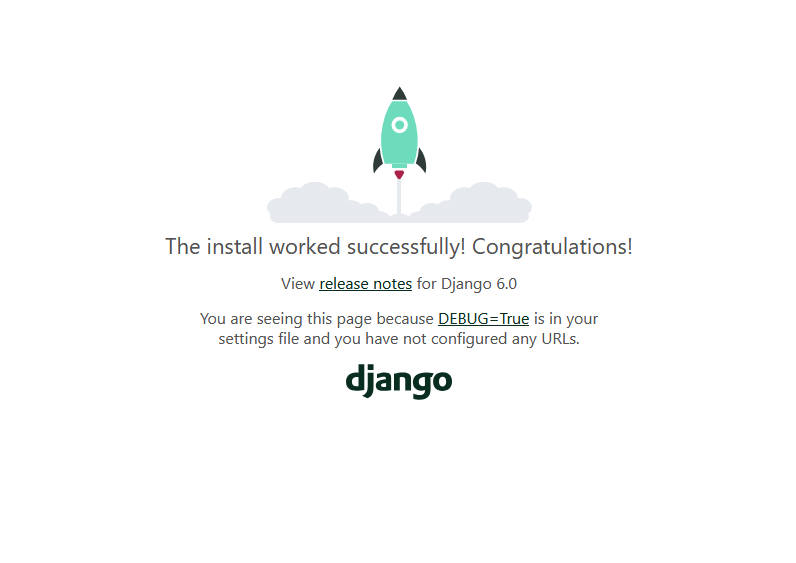 The install worked successfully! Congratulations!
View release notes for Django 6.0
You are seeing this page because DEBUG=True is in your
settings file and you have not configured any URLs.
django